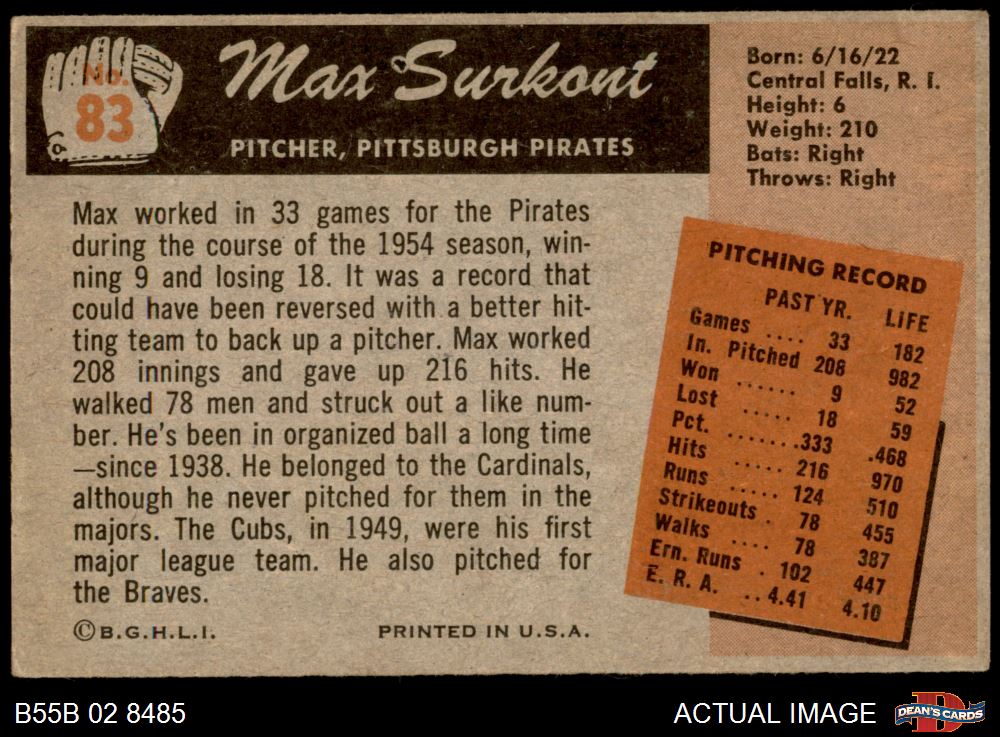 No.
83
Max Surkont
PITCHER, PITTSBURGH PIRATES
Born: 6/16/22
Central Falls, R. I.
Height: 6
Weight: 210
Bats: Right
Throws: Right
Max worked in 33 games for the Pirates
during the course of the 1954 season, win-
ning 9 and losing 18. It was a record that
could have been reversed with a better hit-
ting team to back up a pitcher. Max worked
208 innings and gave up 216 hits. He
walked 78 men and struck out a like num-
ber. He's been in organized ball a long time
—since 1938. He belonged to the Cardinals,
although he never pitched for them in the
majors. The Cubs, in 1949, were his first
major league team. He also pitched for
the Braves.
©B.G.H.L.I. PRINTED IN U.S.A.
PITCHING RECORD
PAST YR. LIFE
Games .... 33 182
In. Pitched 208 982
Won ...... 9 52
Lost ..... 18 59
Pct. .......333 .468
Hits ..... 216 970
Runs ..... 124 510
Strikeouts . 78 455
Walks .... 78 387
Ern. Runs . 102 447
E. R. A. ..4.41 4.10
B55B 02 8485 ACTUAL IMAGE DEAN'S CARDS